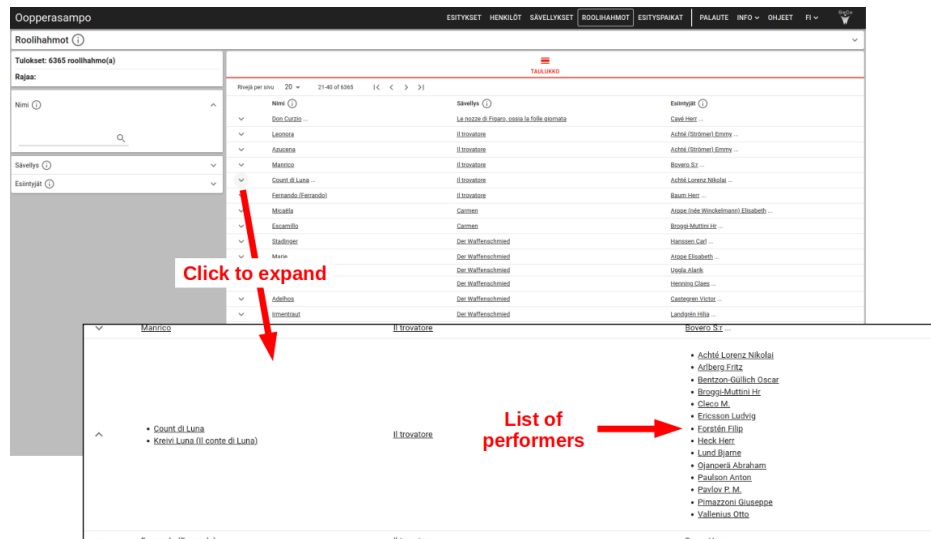 Oopperasampo
ESITYKSET HENKILÖT SÄVELLYKSET ROOLIHAHMOT ESITYSPAIKAT PALAUTE INFO OHJEET FI
Roolihahmot
Tulokset: 6365 roolihahmo(a)
Rajaa:
TAULUKKO
Rivejä per sivu 20 21-40 of 6365
Nimi
Sävellys
Esiintyjät
Nimi Sävellys Esiintyjät
Don Curzio ... Le nozze di Figaro, ossia la folle giornata Cavé Herr ...
Leonora Il trovatore Achté (Strömer) Emmy ...
Azucena Il trovatore Achté (Strömer) Emmy ...
Manrico Il trovatore Bovero S:r ...
Count di Luna ... Il trovatore Achté Lorenz Nikolai ...
Fernando (Ferrando) Il trovatore Baum Herr ...
Micaëla Carmen Arppe (née Winckelmann) Elisabeth ...
Escamillo Carmen Broggi-Muttini Hr ...
Stadinger Der Waffenschmied Hanssen Carl ...
Marie Der Waffenschmied Arppe Elisabeth ...
Der Waffenschmied Uggla Alarik
Der Waffenschmied Henning Claes ...
Adelhos Der Waffenschmied Castegren Victor ...
Irmentraut Der Waffenschmied Landgrén Hilja ...
Click to expand
Manrico Il trovatore Bovero S:r ...
• Count di Luna
• Kreivi Luna (Il conte di Luna)
Il trovatore
List of
performers
• Achté Lorenz Nikolai
• Arlberg Fritz
• Bentzon-Güllich Oscar
• Broggi-Muttini Hr
• Cleco M.
• Ericsson Ludvig
• Forstén Filip
• Heck Herr
• Lund Bjarne
• Ojanperä Abraham
• Paulson Anton
• Pavlov P. M.
• Pimazzoni Giuseppe
• Vallenius Otto